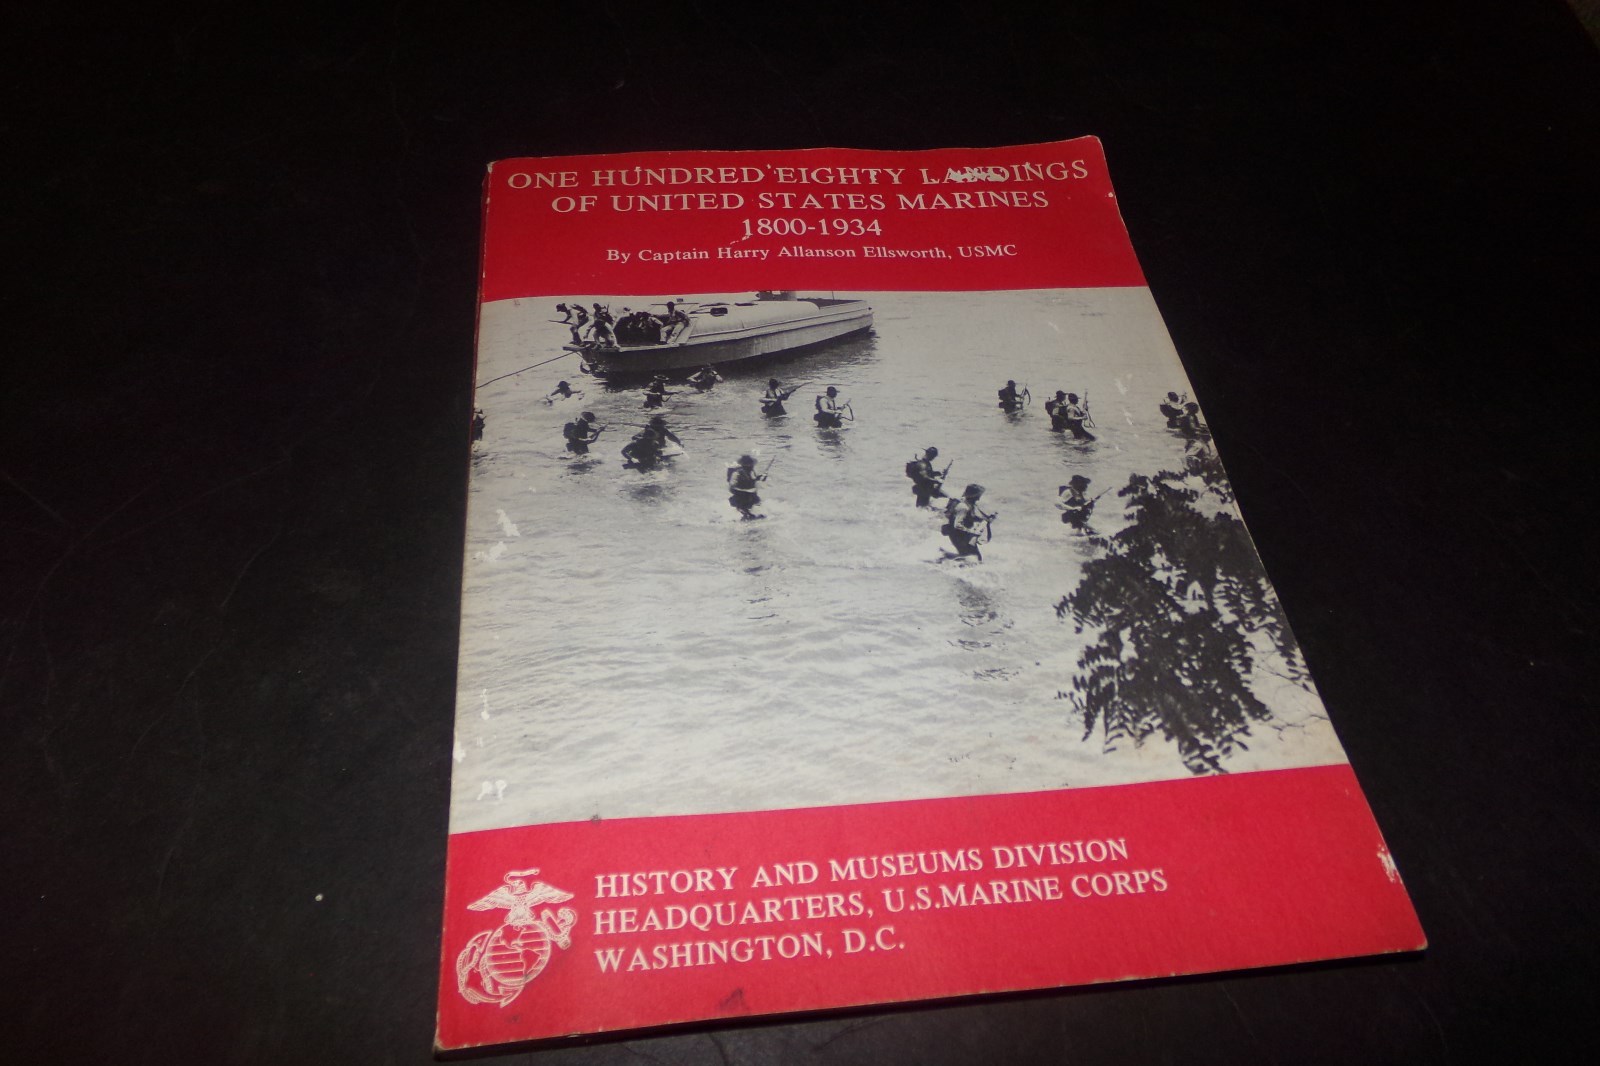 ONE HUNDRED EIGHTY LANDINGS
OF UNITED STATES MARINES
1800-1934
By Captain Harry Allanson Ellsworth, USMC
HISTORY AND MUSEUMS DIVISION
HEADQUARTERS, U.S.MARINE CORPS
WASHINGTON, D.C.